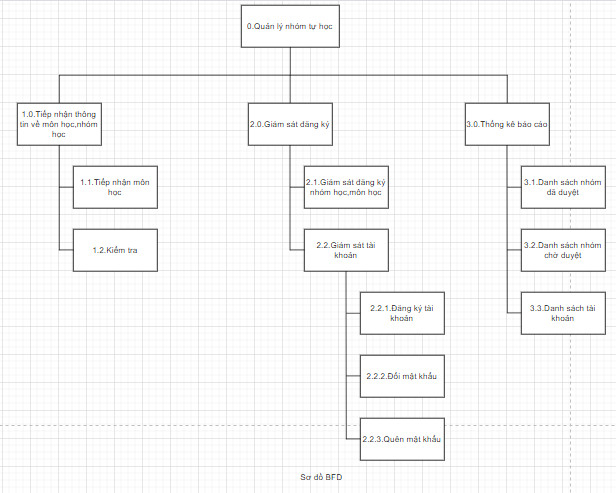 0.Quản lý nhóm tự học
1.0.Tiếp nhận thông
tin về môn học,nhóm
học
2.0.Giám sát đăng ký
3.0.Thống kê báo cáo
1.1.Tiếp nhận môn
học
1.2.Kiểm tra
2.1.Giám sát đăng ký
nhóm học,môn học
2.2.Giám sát tài
khoản
2.2.1.Đăng ký tài
khoản
2.2.2.Đổi mật khẩu
2.2.3.Quên mật khẩu
3.1.Danh sách nhóm
đã duyệt
3.2.Danh sách nhóm
chờ duyệt
3.3.Danh sách tài
khoản
Sơ đồ BFD